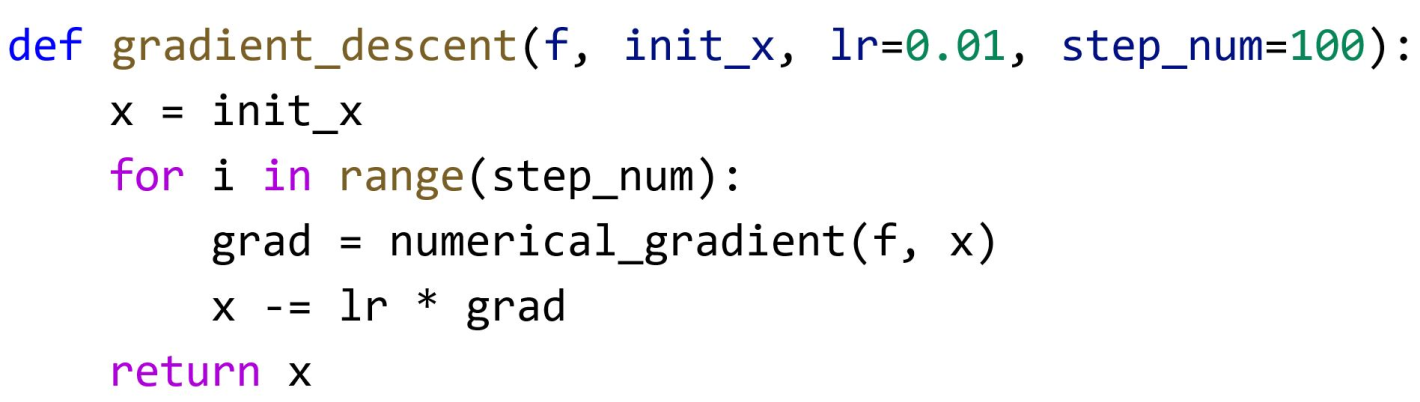 def gradient_descent(f, init_x, lr=0.01, step_num=100):
    x = init_x
    for i in range(step_num):
        grad = numerical_gradient(f, x)
        x -= lr * grad
    return x